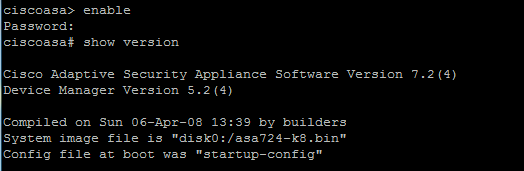 ciscoasa> enable
Password:
ciscoasa# show version
Cisco Adaptive Security Appliance Software Version 7.2(4)
Device Manager Version 5.2(4)
Compiled on Sun 06-Apr-08 13:39 by builders
System image file is "disk0:/asa724-k8.bin"
Config file at boot was "startup-config"